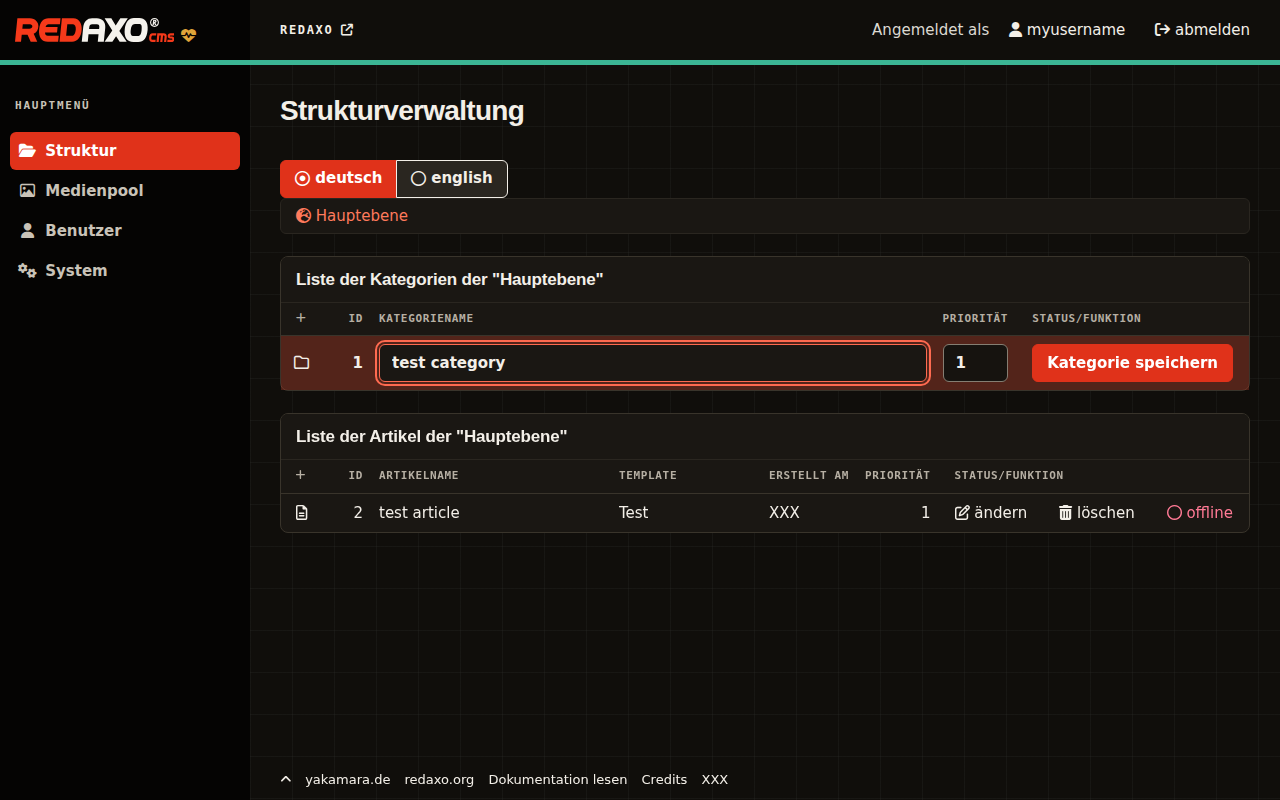 REDAXO® cms
REDAXO
Angemeldet als myusername abmelden
HAUPTMENÜ
Struktur
Medienpool
Benutzer
System
Strukturverwaltung
deutsch english
Hauptebene
Liste der Kategorien der "Hauptebene"
+ ID KATEGORIENAME PRIORITÄT STATUS/FUNKTION
1 test category 1 Kategorie speichern
Liste der Artikel der "Hauptebene"
+ ID ARTIKELNAME TEMPLATE ERSTELLT AM PRIORITÄT STATUS/FUNKTION
2 test article Test XXX 1 ändern löschen offline
yakamara.de redaxo.org Dokumentation lesen Credits XXX